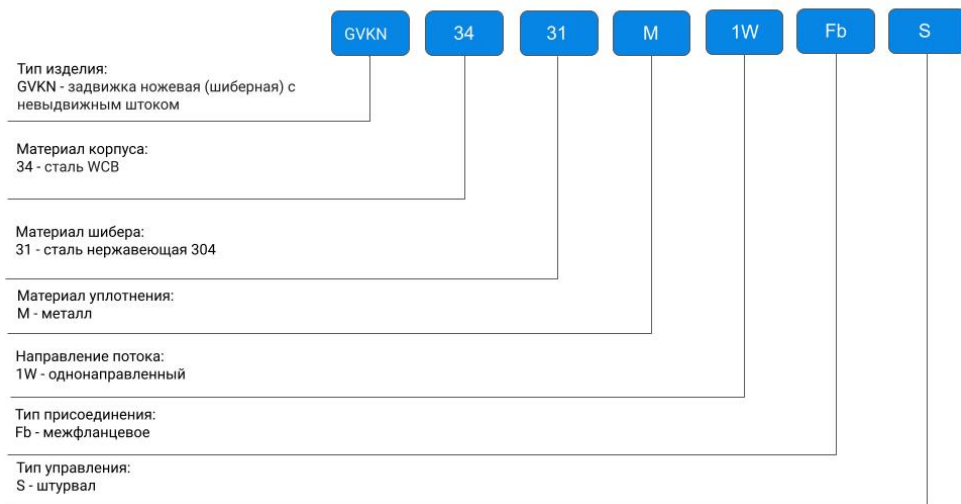 GVKN 34 31 M 1W Fb S
Тип изделия:
GVKN - задвижка ножевая (шиберная) с
невыдвижным штоком
Материал корпуса:
34 - сталь WCB
Материал шибера:
31 - сталь нержавеющая 304
Материал уплотнения:
М - металл
Направление потока:
1W - однонаправленный
Тип присоединения:
Fb - межфланцевое
Тип управления:
S - штурвал